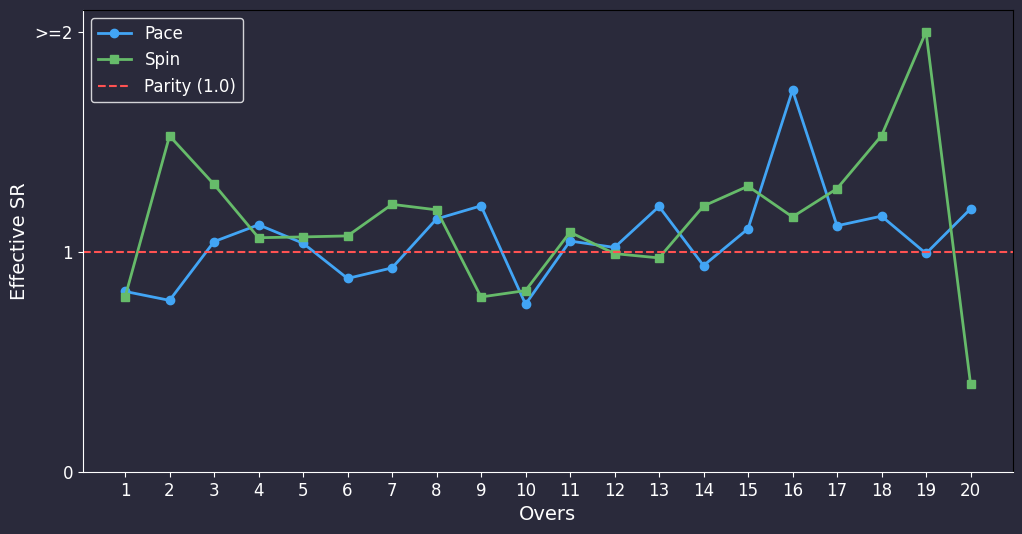 >=2
1
0
Effective SR
Pace
Spin
Parity (1.0)
1 2 3 4 5 6 7 8 9 10 11 12 13 14 15 16 17 18 19 20
Overs